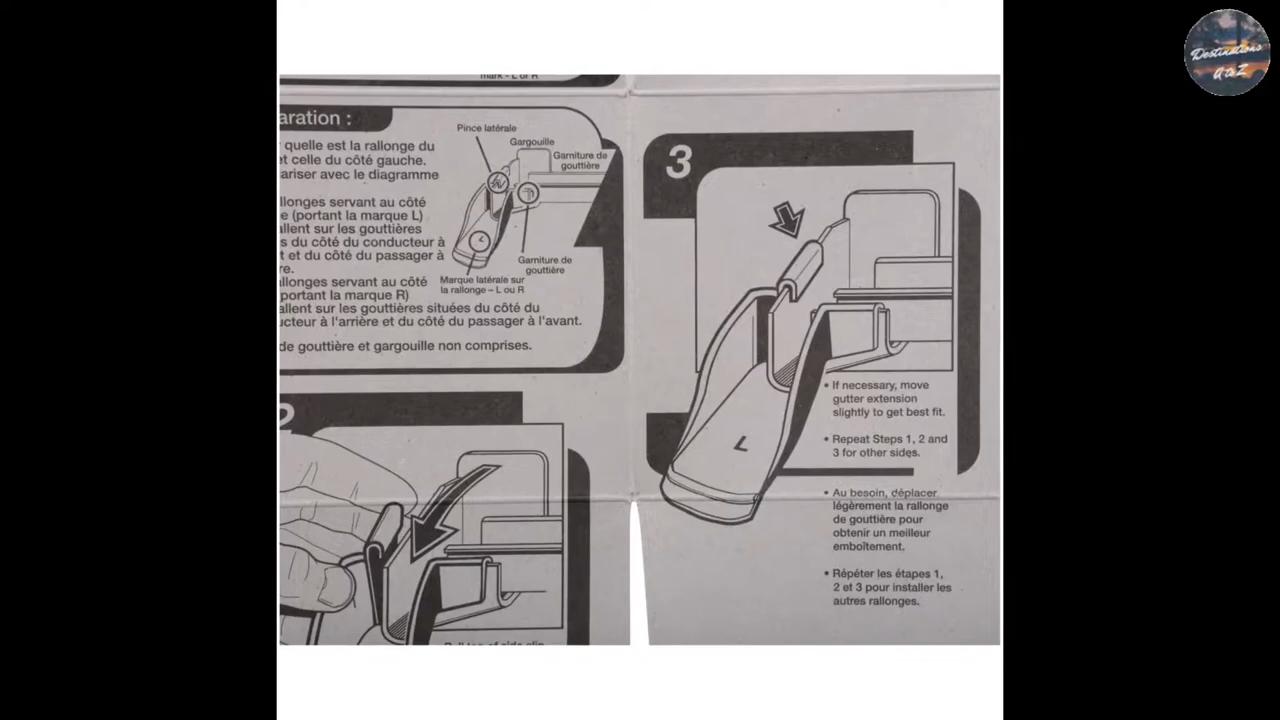 mark - L or R
aration :
quelle est la rallonge du
et celle du côté gauche.
ariser avec le diagramme
allonges servant au côté
e (portant la marque L)
allent sur les gouttières
s du côté du conducteur à
t et du côté du passager à
re.
allonges servant au côté
(portant la marque R)
allent sur les gouttières situées du côté du
ucteur à l'arrière et du côté du passager à l'avant.
de gouttière et gargouille non comprises.
Pince latérale
Gargouille
Garniture de
gouttière
Garniture de
gouttière
Marque latérale sur
la rallonge – L ou R
L
2
3
L
• If necessary, move
gutter extension
slightly to get best fit.
• Repeat Steps 1, 2 and
3 for other sides.
• Au besoin, déplacer
légèrement la rallonge
de gouttière pour
obtenir un meilleur
emboîtement.
• Répéter les étapes 1,
2 et 3 pour installer les
autres rallonges.
Destinations
A to Z